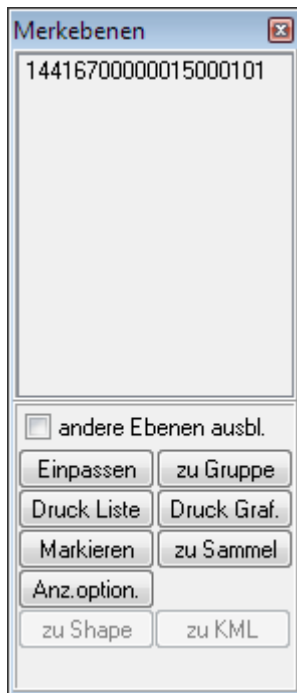 Merkebenen
14416700000015000101
andere Ebenen ausbl.
Einpassen zu Gruppe
Druck Liste Druck Graf.
Markieren zu Sammel
Anz.option.
zu Shape zu KML